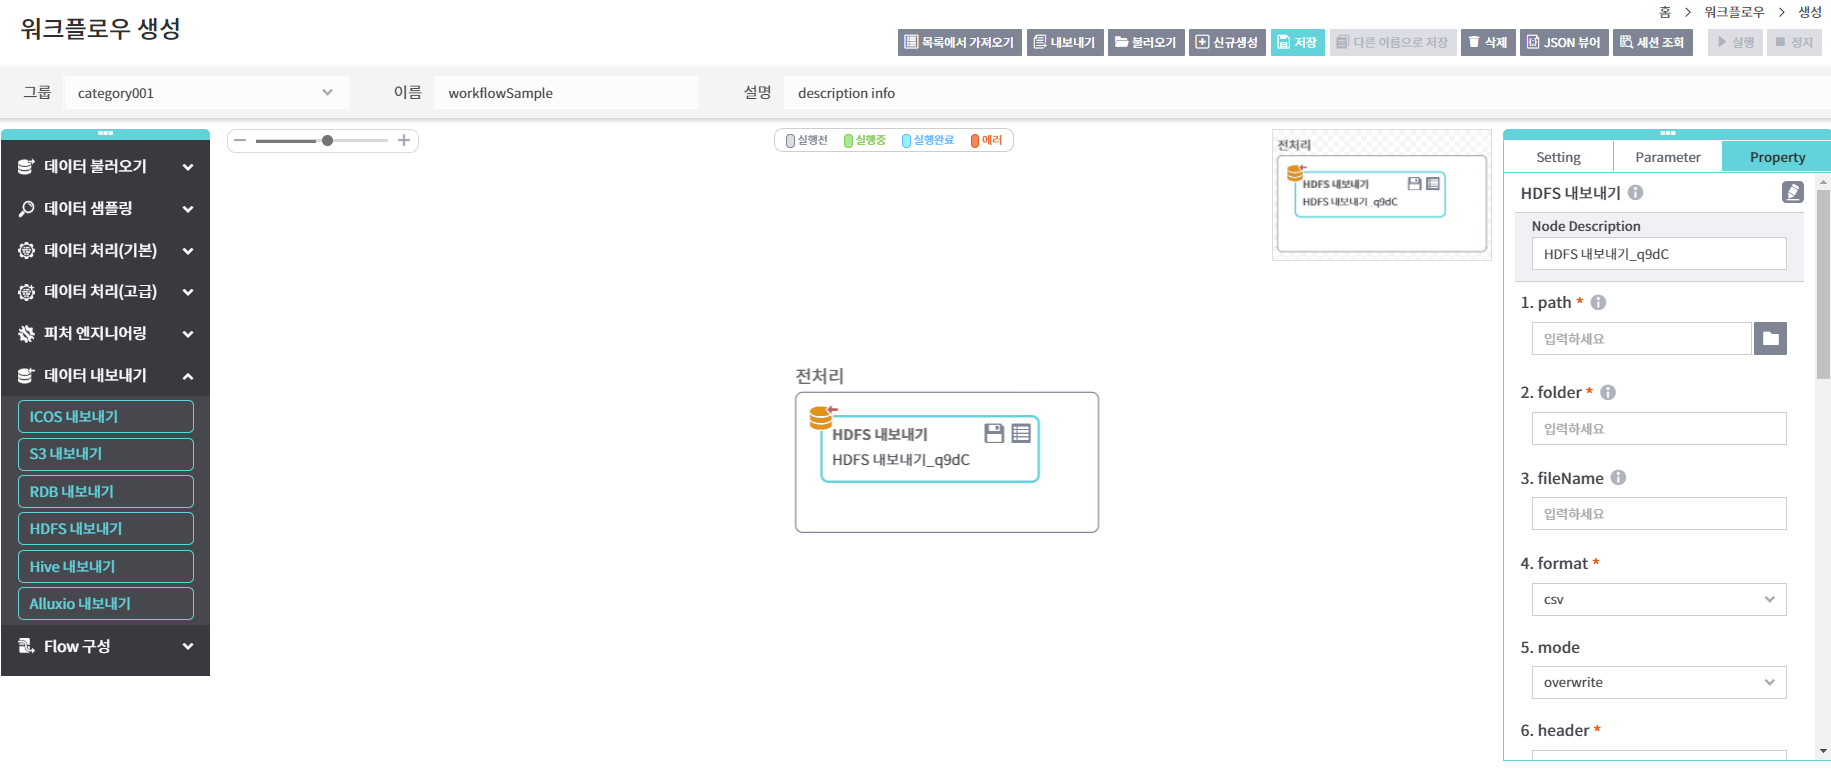 홈 > 워크플로우 > 생성
워크플로우 생성
목록에서 가져오기 내보내기 불러오기 신규생성 저장 다른 이름으로 저장 삭제 JSON 뷰어 세션 조회 실행 정지
그룹 category001 이름 workflowSample 설명 description info
데이터 불러오기
데이터 샘플링
데이터 처리(기본)
데이터 처리(고급)
피처 엔지니어링
데이터 내보내기
ICOS 내보내기
S3 내보내기
RDB 내보내기
HDFS 내보내기
Hive 내보내기
Alluxio 내보내기
Flow 구성
실행전 실행중 실행완료 에러
전처리
HDFS 내보내기
HDFS 내보내기_q9dC
전처리
HDFS 내보내기
HDFS 내보내기_q9dC
Setting Parameter Property
HDFS 내보내기
Node Description
HDFS 내보내기_q9dC
1. path *
입력하세요
2. folder *
입력하세요
3. fileName
입력하세요
4. format *
csv
5. mode
overwrite
6. header *